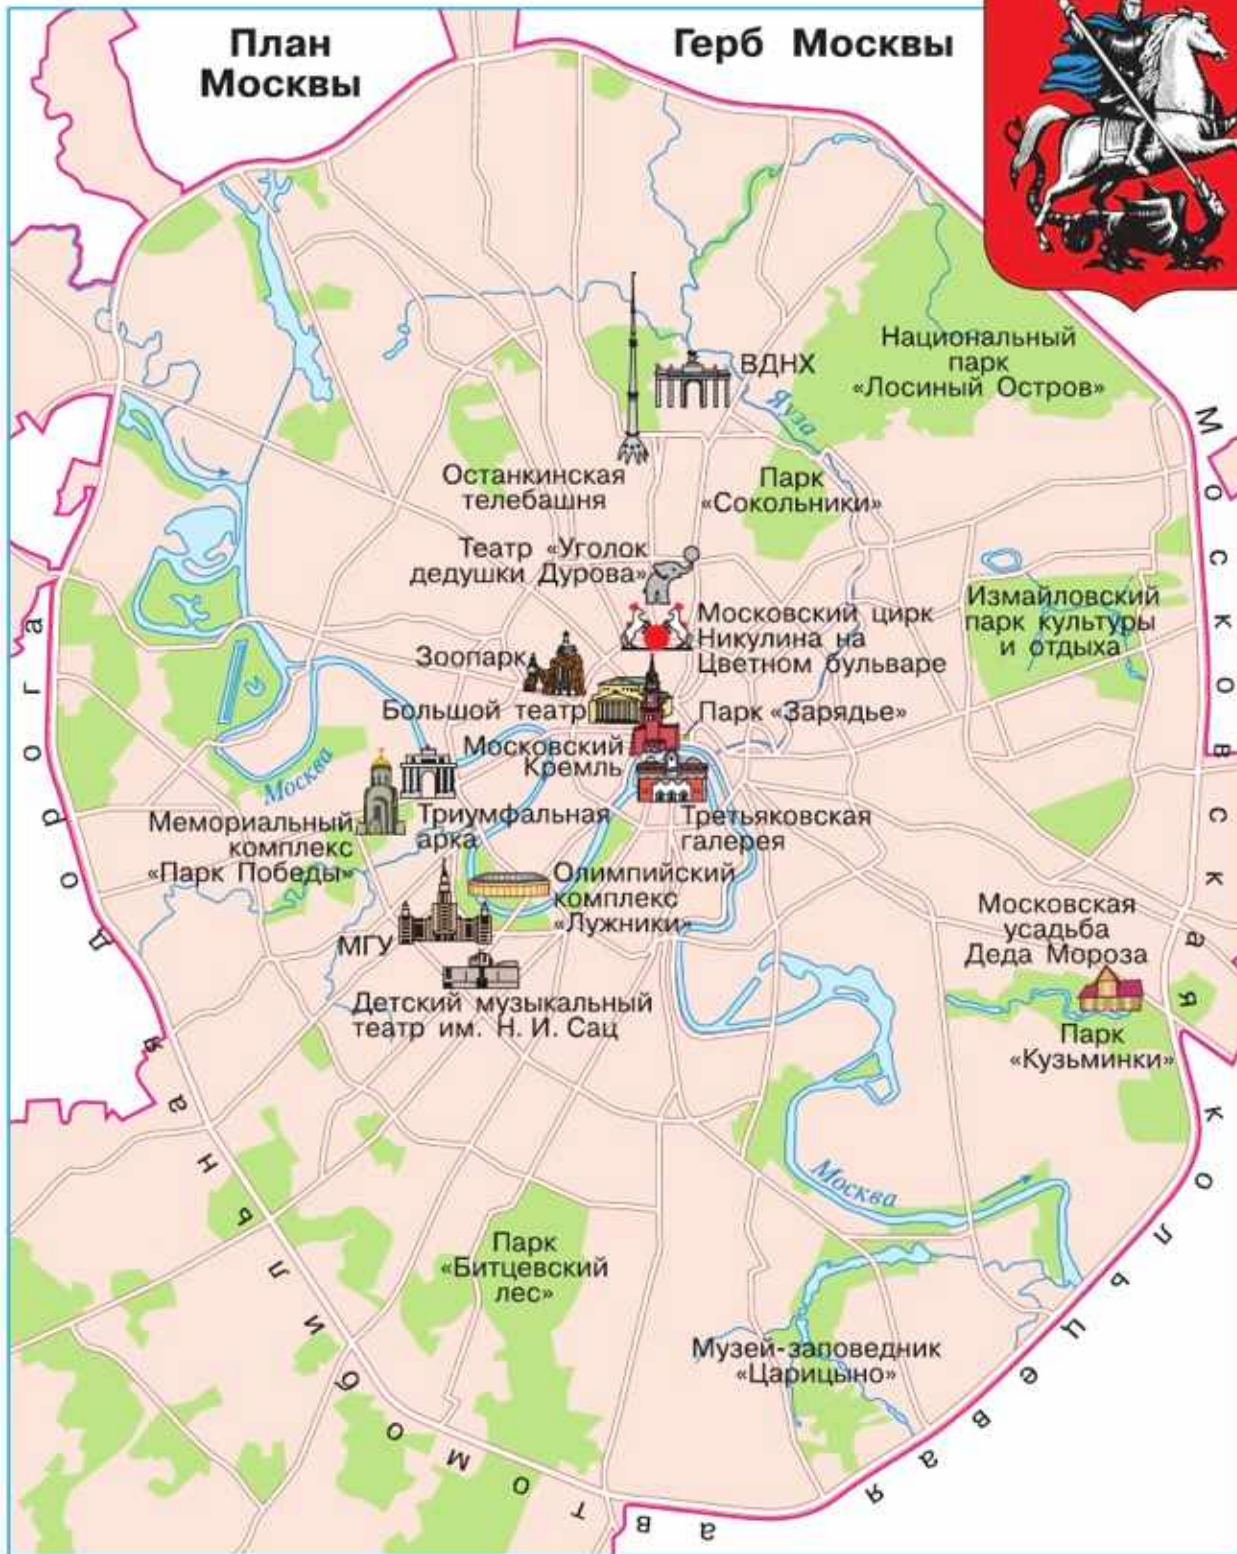 План
Москвы
Герб Москвы
Национальный
парк
«Лосиный Остров»
ВДНХ
Яуза
Останкинская
телебашня
Парк
«Сокольники»
Театр «Уголок
дедушки Дурова»
Московский цирк
Никулина на
Цветном бульваре
Измайловский
парк культуры
и отдыха
Зоопарк
Большой театр
Парк «Зарядье»
Московский
Кремль
Москва
Мемориальный
комплекс
«Парк Победы»
Триумфальная
арка
Третьяковская
галерея
Олимпийский
комплекс
«Лужники»
МГУ
Детский музыкальный
театр им. Н. И. Сац
Московская
усадьба
Деда Мороза
Парк
«Кузьминки»
Москва
Парк
«Битцевский
лес»
Музей-заповедник
«Царицыно»
Московская кольцевая автомобильная дорога